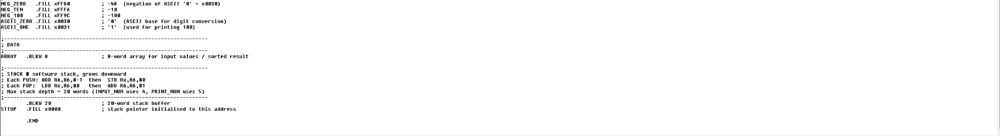 NEG_ZERO   .FILL xFFD0          ; -48  (negation of ASCII '0' = x0030)
NEG_TEN    .FILL xFFF6          ; -10
NEG_100    .FILL xFF9C          ; -100
ASCII_ZERO .FILL x0030          ; '0'  (ASCII base for digit conversion)
ASCII_ONE  .FILL x0031          ; '1'  (used for printing 100)
;-----------------------------------------------------------------
; DATA
;-----------------------------------------------------------------
ARRAY   .BLKW 8                 ; 8-word array for input values / sorted result
;-----------------------------------------------------------------
; STACK ■ software stack, grows downward
; Each PUSH: ADD R6,R6,#-1  then  STR Rx,R6,#0
; Each POP:  LDR Rx,R6,#0   then  ADD R6,R6,#1
; Max stack depth = 20 words (INPUT_NUM uses 4, PRINT_NUM uses 5)
;-----------------------------------------------------------------
        .BLKW 20                ; 20-word stack buffer
STTOP   .FILL x0000             ; stack pointer initialised to this address
        .END